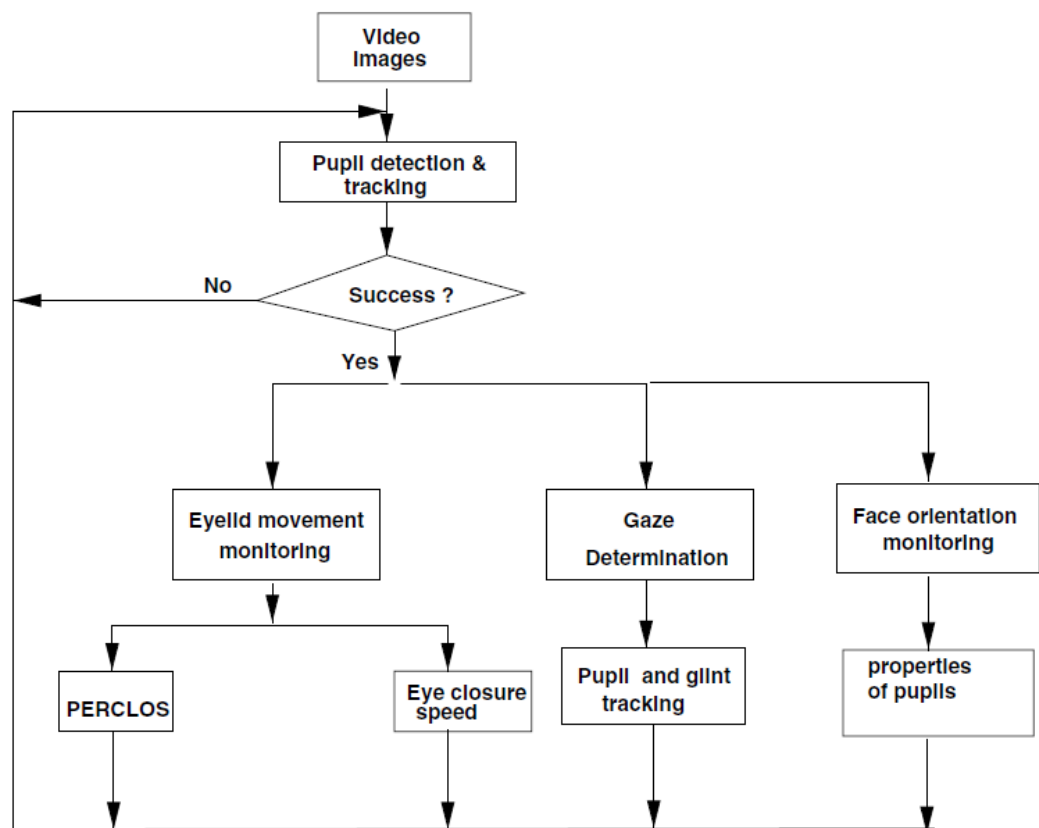 Video
Images
Pupil detection &
tracking
No
Success ?
Yes
Eyelid movement
monitoring
Gaze
Determination
Face orientation
monitoring
PERCLOS
Eye closure
speed
Pupil and glint
tracking
properties
of pupils